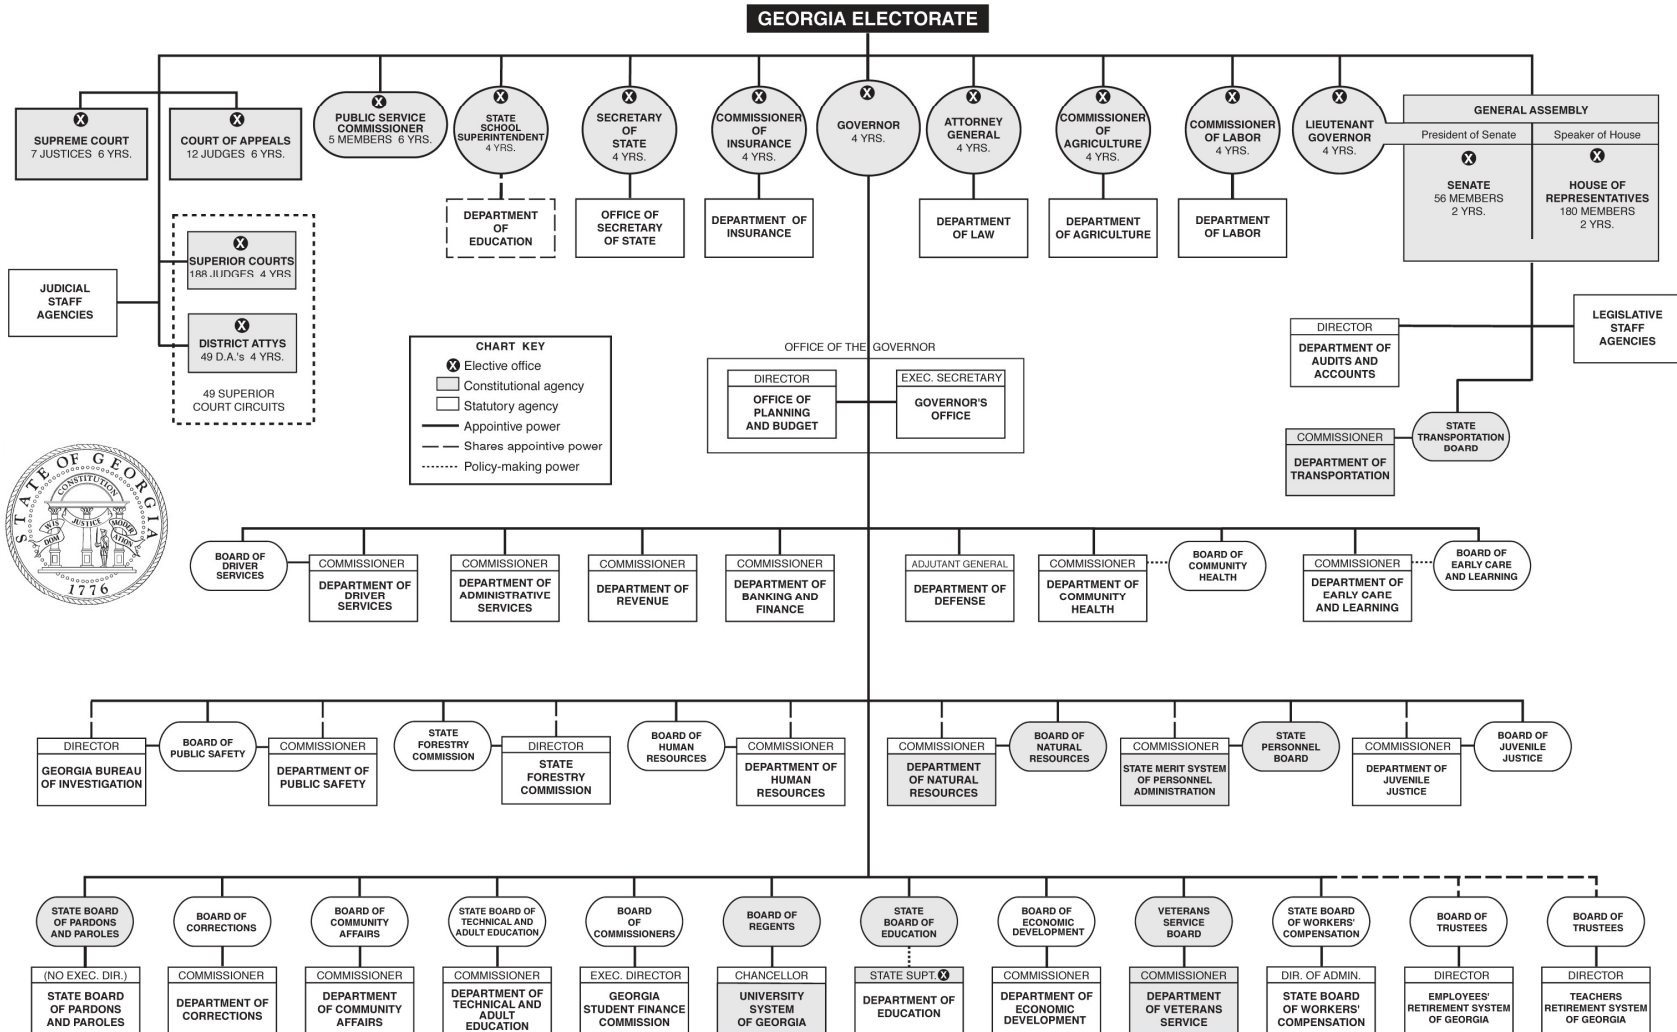 GEORGIA ELECTORATE
SUPREME COURT
7 JUSTICES 6 YRS.
COURT OF APPEALS
12 JUDGES 6 YRS.
PUBLIC SERVICE
COMMISSIONER
5 MEMBERS 6 YRS.
STATE
SCHOOL
SUPERINTENDENT
4 YRS.
SECRETARY
OF
STATE
4 YRS.
COMMISSIONER
OF
INSURANCE
4 YRS.
GOVERNOR
4 YRS.
ATTORNEY
GENERAL
4 YRS.
COMMISSIONER
OF
AGRICULTURE
4 YRS.
COMMISSIONER
OF LABOR
4 YRS.
LIEUTENANT
GOVERNOR
4 YRS.
GENERAL ASSEMBLY
President of Senate
Speaker of House
SENATE
56 MEMBERS
2 YRS.
HOUSE OF
REPRESENTATIVES
180 MEMBERS
2 YRS.
DEPARTMENT
OF
EDUCATION
OFFICE OF
SECRETARY
OF STATE
DEPARTMENT OF
INSURANCE
DEPARTMENT
OF LAW
DEPARTMENT
OF AGRICULTURE
DEPARTMENT
OF LABOR
SUPERIOR COURTS
188 JUDGES 4 YRS
JUDICIAL
STAFF
AGENCIES
DISTRICT ATTYS
49 D.A.'s 4 YRS.
49 SUPERIOR
COURT CIRCUITS
CHART KEY
X Elective office
Constitutional agency
Statutory agency
Appointive power
Shares appointive power
Policy-making power
OFFICE OF THE GOVERNOR
DIRECTOR
OFFICE OF
PLANNING
AND BUDGET
EXEC. SECRETARY
GOVERNOR'S
OFFICE
DIRECTOR
DEPARTMENT OF
AUDITS AND
ACCOUNTS
LEGISLATIVE
STAFF
AGENCIES
STATE
TRANSPORTATION
BOARD
COMMISSIONER
DEPARTMENT OF
TRANSPORTATION
STATE OF GEORGIA
CONSTITUTION
WISDOM
JUSTICE
MODERATION
1776
BOARD OF
DRIVER
SERVICES
COMMISSIONER
DEPARTMENT OF
DRIVER
SERVICES
COMMISSIONER
DEPARTMENT OF
ADMINISTRATIVE
SERVICES
COMMISSIONER
DEPARTMENT OF
REVENUE
COMMISSIONER
DEPARTMENT OF
BANKING AND
FINANCE
ADJUTANT GENERAL
DEPARTMENT OF
DEFENSE
COMMISSIONER
DEPARTMENT OF
COMMUNITY
HEALTH
BOARD OF
COMMUNITY
HEALTH
COMMISSIONER
DEPARTMENT OF
EARLY CARE
AND LEARNING
BOARD OF
EARLY CARE
AND LEARNING
DIRECTOR
GEORGIA BUREAU
OF INVESTIGATION
BOARD OF
PUBLIC SAFETY
COMMISSIONER
DEPARTMENT OF
PUBLIC SAFETY
STATE
FORESTRY
COMMISSION
DIRECTOR
STATE
FORESTRY
COMMISSION
BOARD OF
HUMAN
RESOURCES
COMMISSIONER
DEPARTMENT OF
HUMAN
RESOURCES
COMMISSIONER
DEPARTMENT
OF NATURAL
RESOURCES
BOARD OF
NATURAL
RESOURCES
COMMISSIONER
STATE MERIT SYSTEM
OF PERSONNEL
ADMINISTRATION
STATE
PERSONNEL
BOARD
COMMISSIONER
DEPARTMENT OF
JUVENILE
JUSTICE
BOARD OF
JUVENILE
JUSTICE
STATE BOARD
OF PARDONS
AND PAROLES
(NO EXEC. DIR.)
STATE BOARD
OF PARDONS
AND PAROLES
BOARD OF
CORRECTIONS
COMMISSIONER
DEPARTMENT OF
CORRECTIONS
BOARD OF
COMMUNITY
AFFAIRS
COMMISSIONER
DEPARTMENT
OF COMMUNITY
AFFAIRS
STATE BOARD OF
TECHNICAL AND
ADULT EDUCATION
COMMISSIONER
DEPARTMENT OF
TECHNICAL AND
ADULT
EDUCATION
BOARD
OF
COMMISSIONERS
EXEC. DIRECTOR
GEORGIA
STUDENT FINANCE
COMMISSION
BOARD OF
REGENTS
CHANCELLOR
UNIVERSITY
SYSTEM
OF GEORGIA
STATE
BOARD OF
EDUCATION
STATE SUPT. X
DEPARTMENT OF
EDUCATION
BOARD OF
ECONOMIC
DEVELOPMENT
COMMISSIONER
DEPARTMENT OF
ECONOMIC
DEVELOPMENT
VETERANS
SERVICE
BOARD
COMMISSIONER
DEPARTMENT
OF VETERANS
SERVICE
STATE BOARD
OF WORKERS'
COMPENSATION
DIR. OF ADMIN.
STATE BOARD
OF WORKERS'
COMPENSATION
BOARD OF
TRUSTEES
DIRECTOR
EMPLOYEES'
RETIREMENT SYSTEM
OF GEORGIA
BOARD OF
TRUSTEES
DIRECTOR
TEACHERS
RETIREMENT SYSTEM
OF GEORGIA